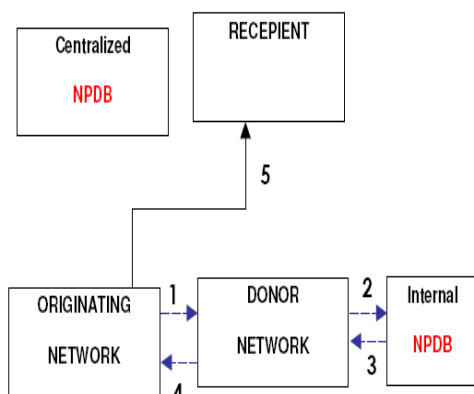 Centralized
NPDB
RECEPIENT
5
ORIGINATING
NETWORK
1
DONOR
NETWORK
2
Internal
NPDB
3
4